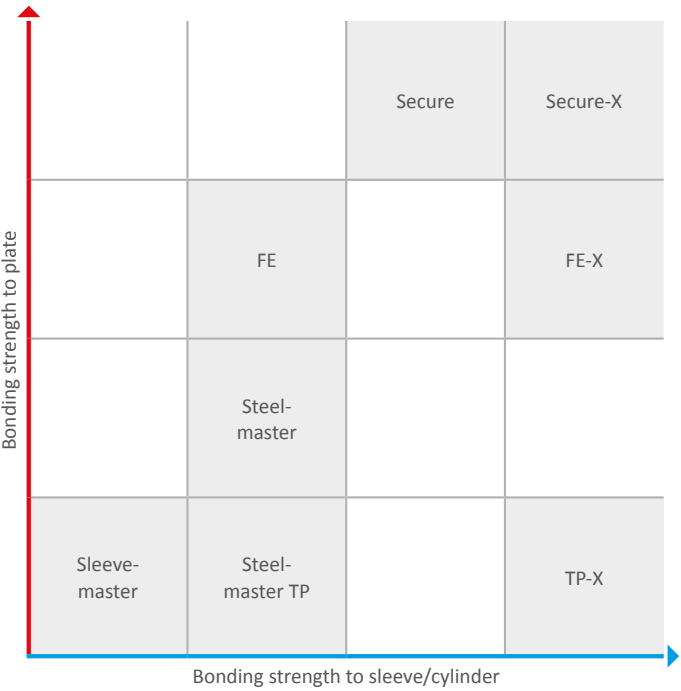 Secure
Secure-X
FE
FE-X
Steel-
master
Sleeve-
master
Steel-
master TP
TP-X
Bonding strength to plate
Bonding strength to sleeve/cylinder